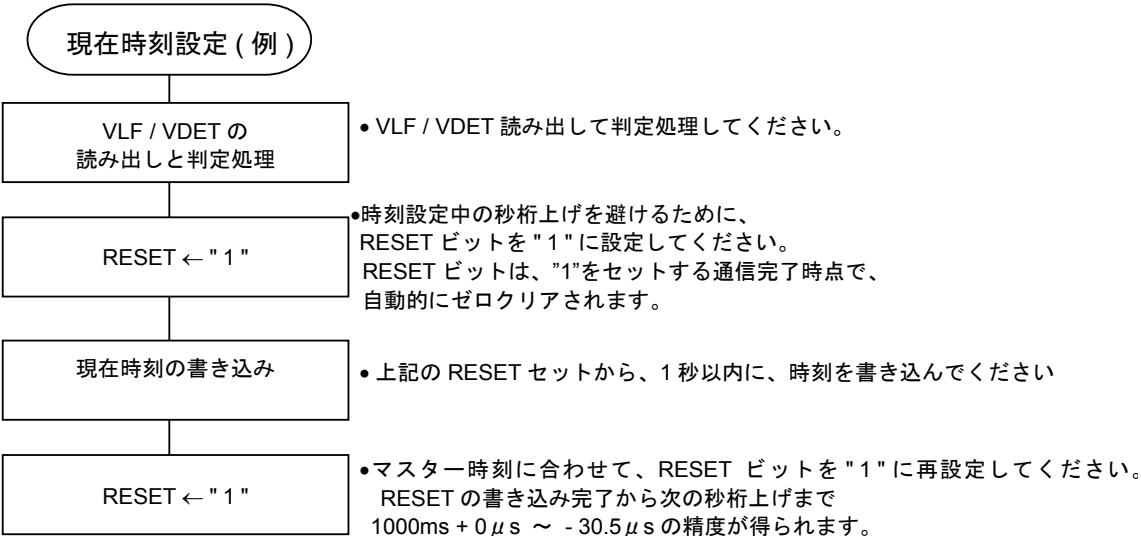 現在時刻設定 ( 例 )
VLF / VDET の
読み出しと判定処理
• VLF / VDET 読み出して判定処理してください。
RESET ← " 1 "
•時刻設定中の秒桁上げを避けるために、
RESET ビットを " 1 " に設定してください。
RESET ビットは、”1”をセットする通信完了時点で、
自動的にゼロクリアされます。
現在時刻の書き込み
• 上記の RESET セットから、1 秒以内に、時刻を書き込んでください
RESET ← " 1 "
•マスター時刻に合わせて、RESET ビットを " 1 " に再設定してください。
RESET の書き込み完了から次の秒桁上げまで
1000ms + 0 μ s ～ - 30.5 μ s の精度が得られます。